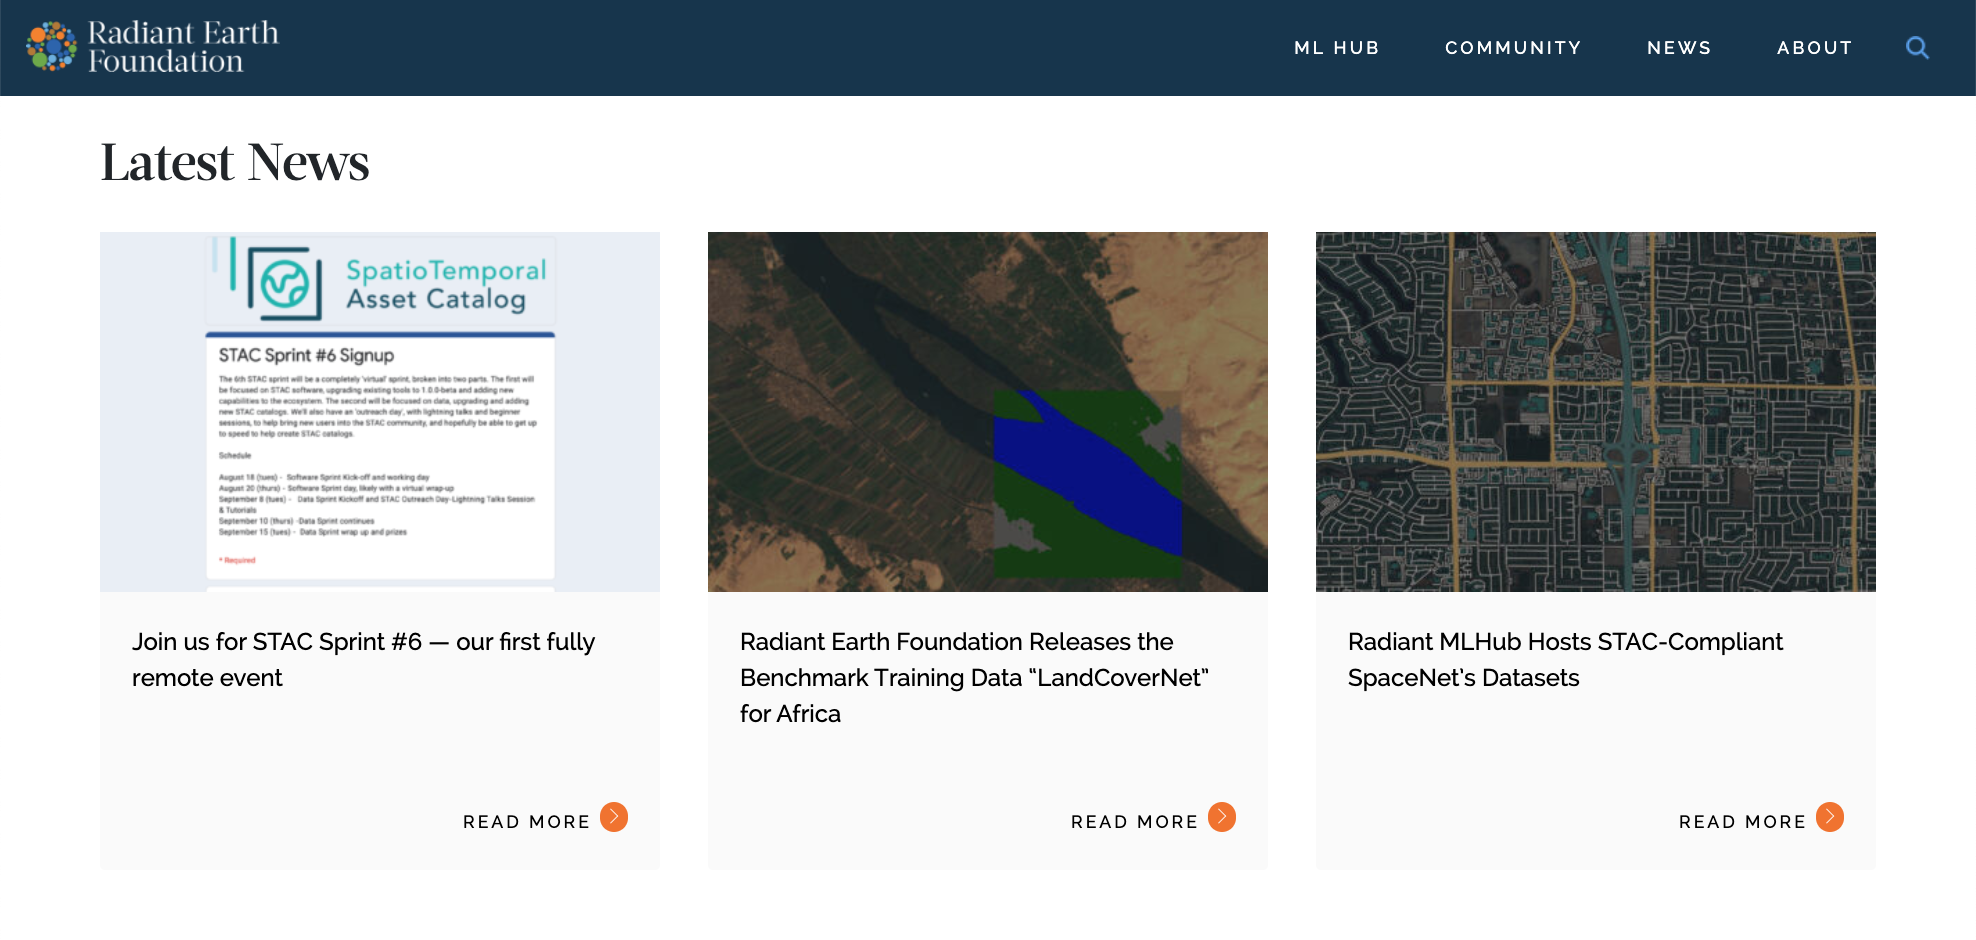 Radiant Earth
Foundation
ML HUB
COMMUNITY
NEWS
ABOUT
Latest News
SpatioTemporal
Asset Catalog
STAC Sprint #6 Signup
The 6th STAC sprint will be a completely 'virtual' sprint, broken into two parts. The first will
be focused on STAC software, upgrading existing tools to 1.0.0-beta and adding new
capabilities to the ecosystem. The second will be focused on data, upgrading and adding
new STAC catalogs. We'll also have an 'outreach day', with lightning talks and beginner
sessions, to help bring new users into the STAC community, and hopefully be able to get up
to speed to help create STAC catalogs.
Schedule
August 18 (tues) - Software Sprint Kick-off and working day
August 20 (thurs) - Software Sprint day, likely with a virtual wrap-up
September 8 (tues) - Data Sprint Kickoff and STAC Outreach Day-Lightning Talks Session
& Tutorials
September 10 (thurs) -Data Sprint continues
September 15 (tues) - Data Sprint wrap up and prizes
* Required
Join us for STAC Sprint #6 — our first fully
remote event
READ MORE
Radiant Earth Foundation Releases the
Benchmark Training Data “LandCoverNet”
for Africa
READ MORE
Radiant MLHub Hosts STAC-Compliant
SpaceNet’s Datasets
READ MORE